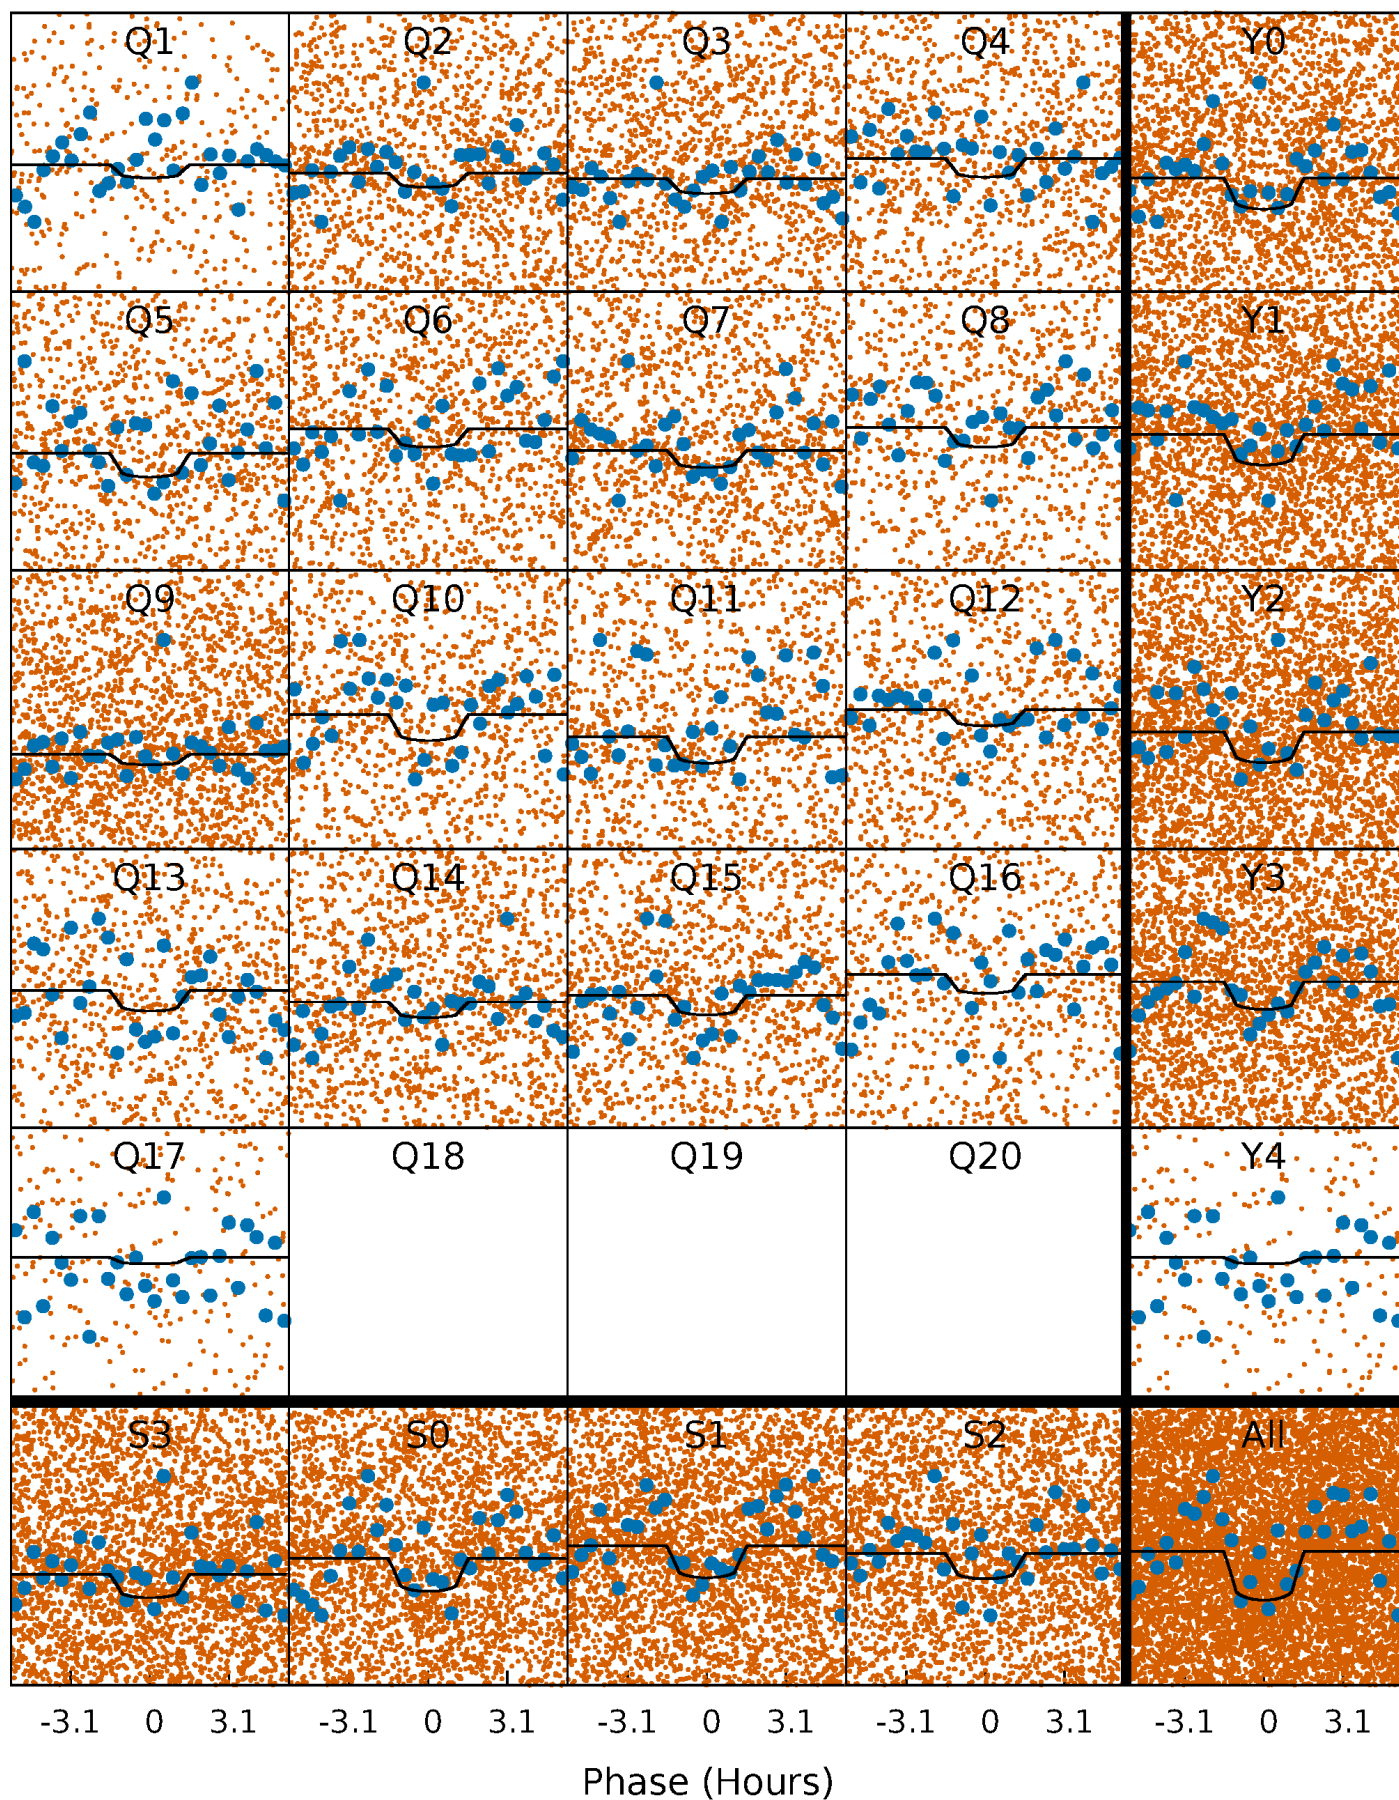 Q1 Q2 Q3 Q4 Y0
Q5 Q6 Q7 Q8 Y1
Q9 Q10 Q11 Q12 Y2
Q13 Q14 Q15 Q16 Y3
Q17 Q18 Q19 Q20 Y4
S3 S0 S1 S2 All
-3.1 0 3.1 -3.1 0 3.1 -3.1 0 3.1 -3.1 0 3.1 -3.1 0 3.1
Phase (Hours)